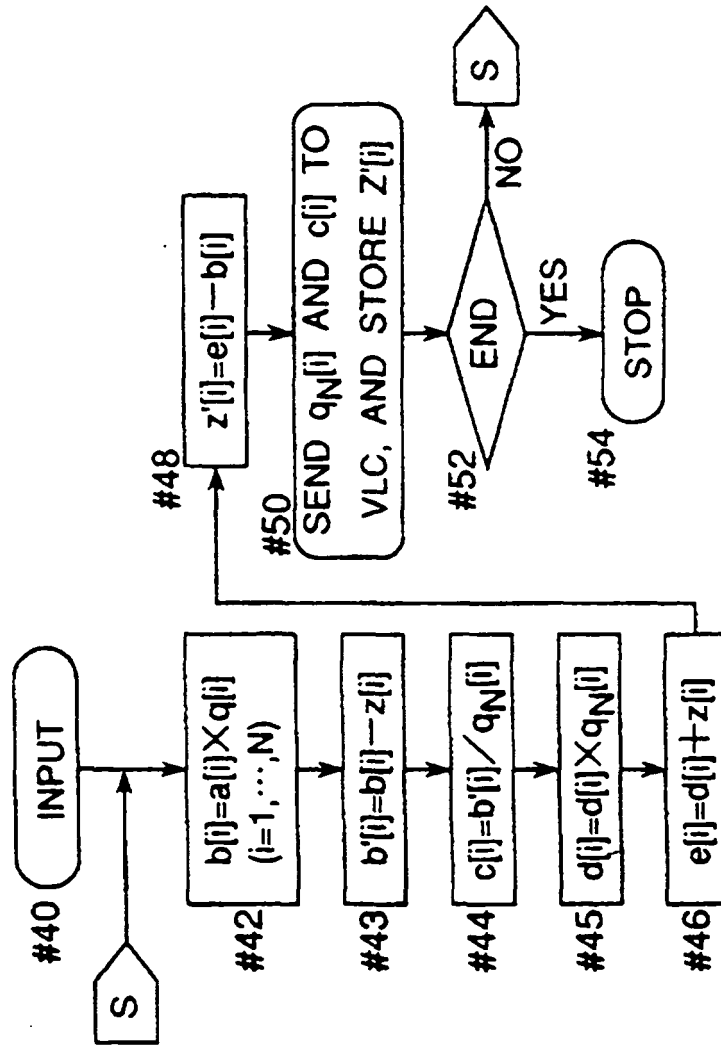 #40
INPUT
S
#42
b[i]=a[i]×q[i]
(i=1,···,N)
#43
b'[i]=b[i]−z[i]
#44
c[i]=b'[i]/qN[i]
#45
d[i]=d[i]×qN[i]
#46
e[i]=d[i]+z[i]
#48
z'[i]=e[i]−b[i]
#50
SEND qN[i] AND c[i] TO
VLC, AND STORE Z'[i]
#52
END
NO
S
YES
#54
STOP